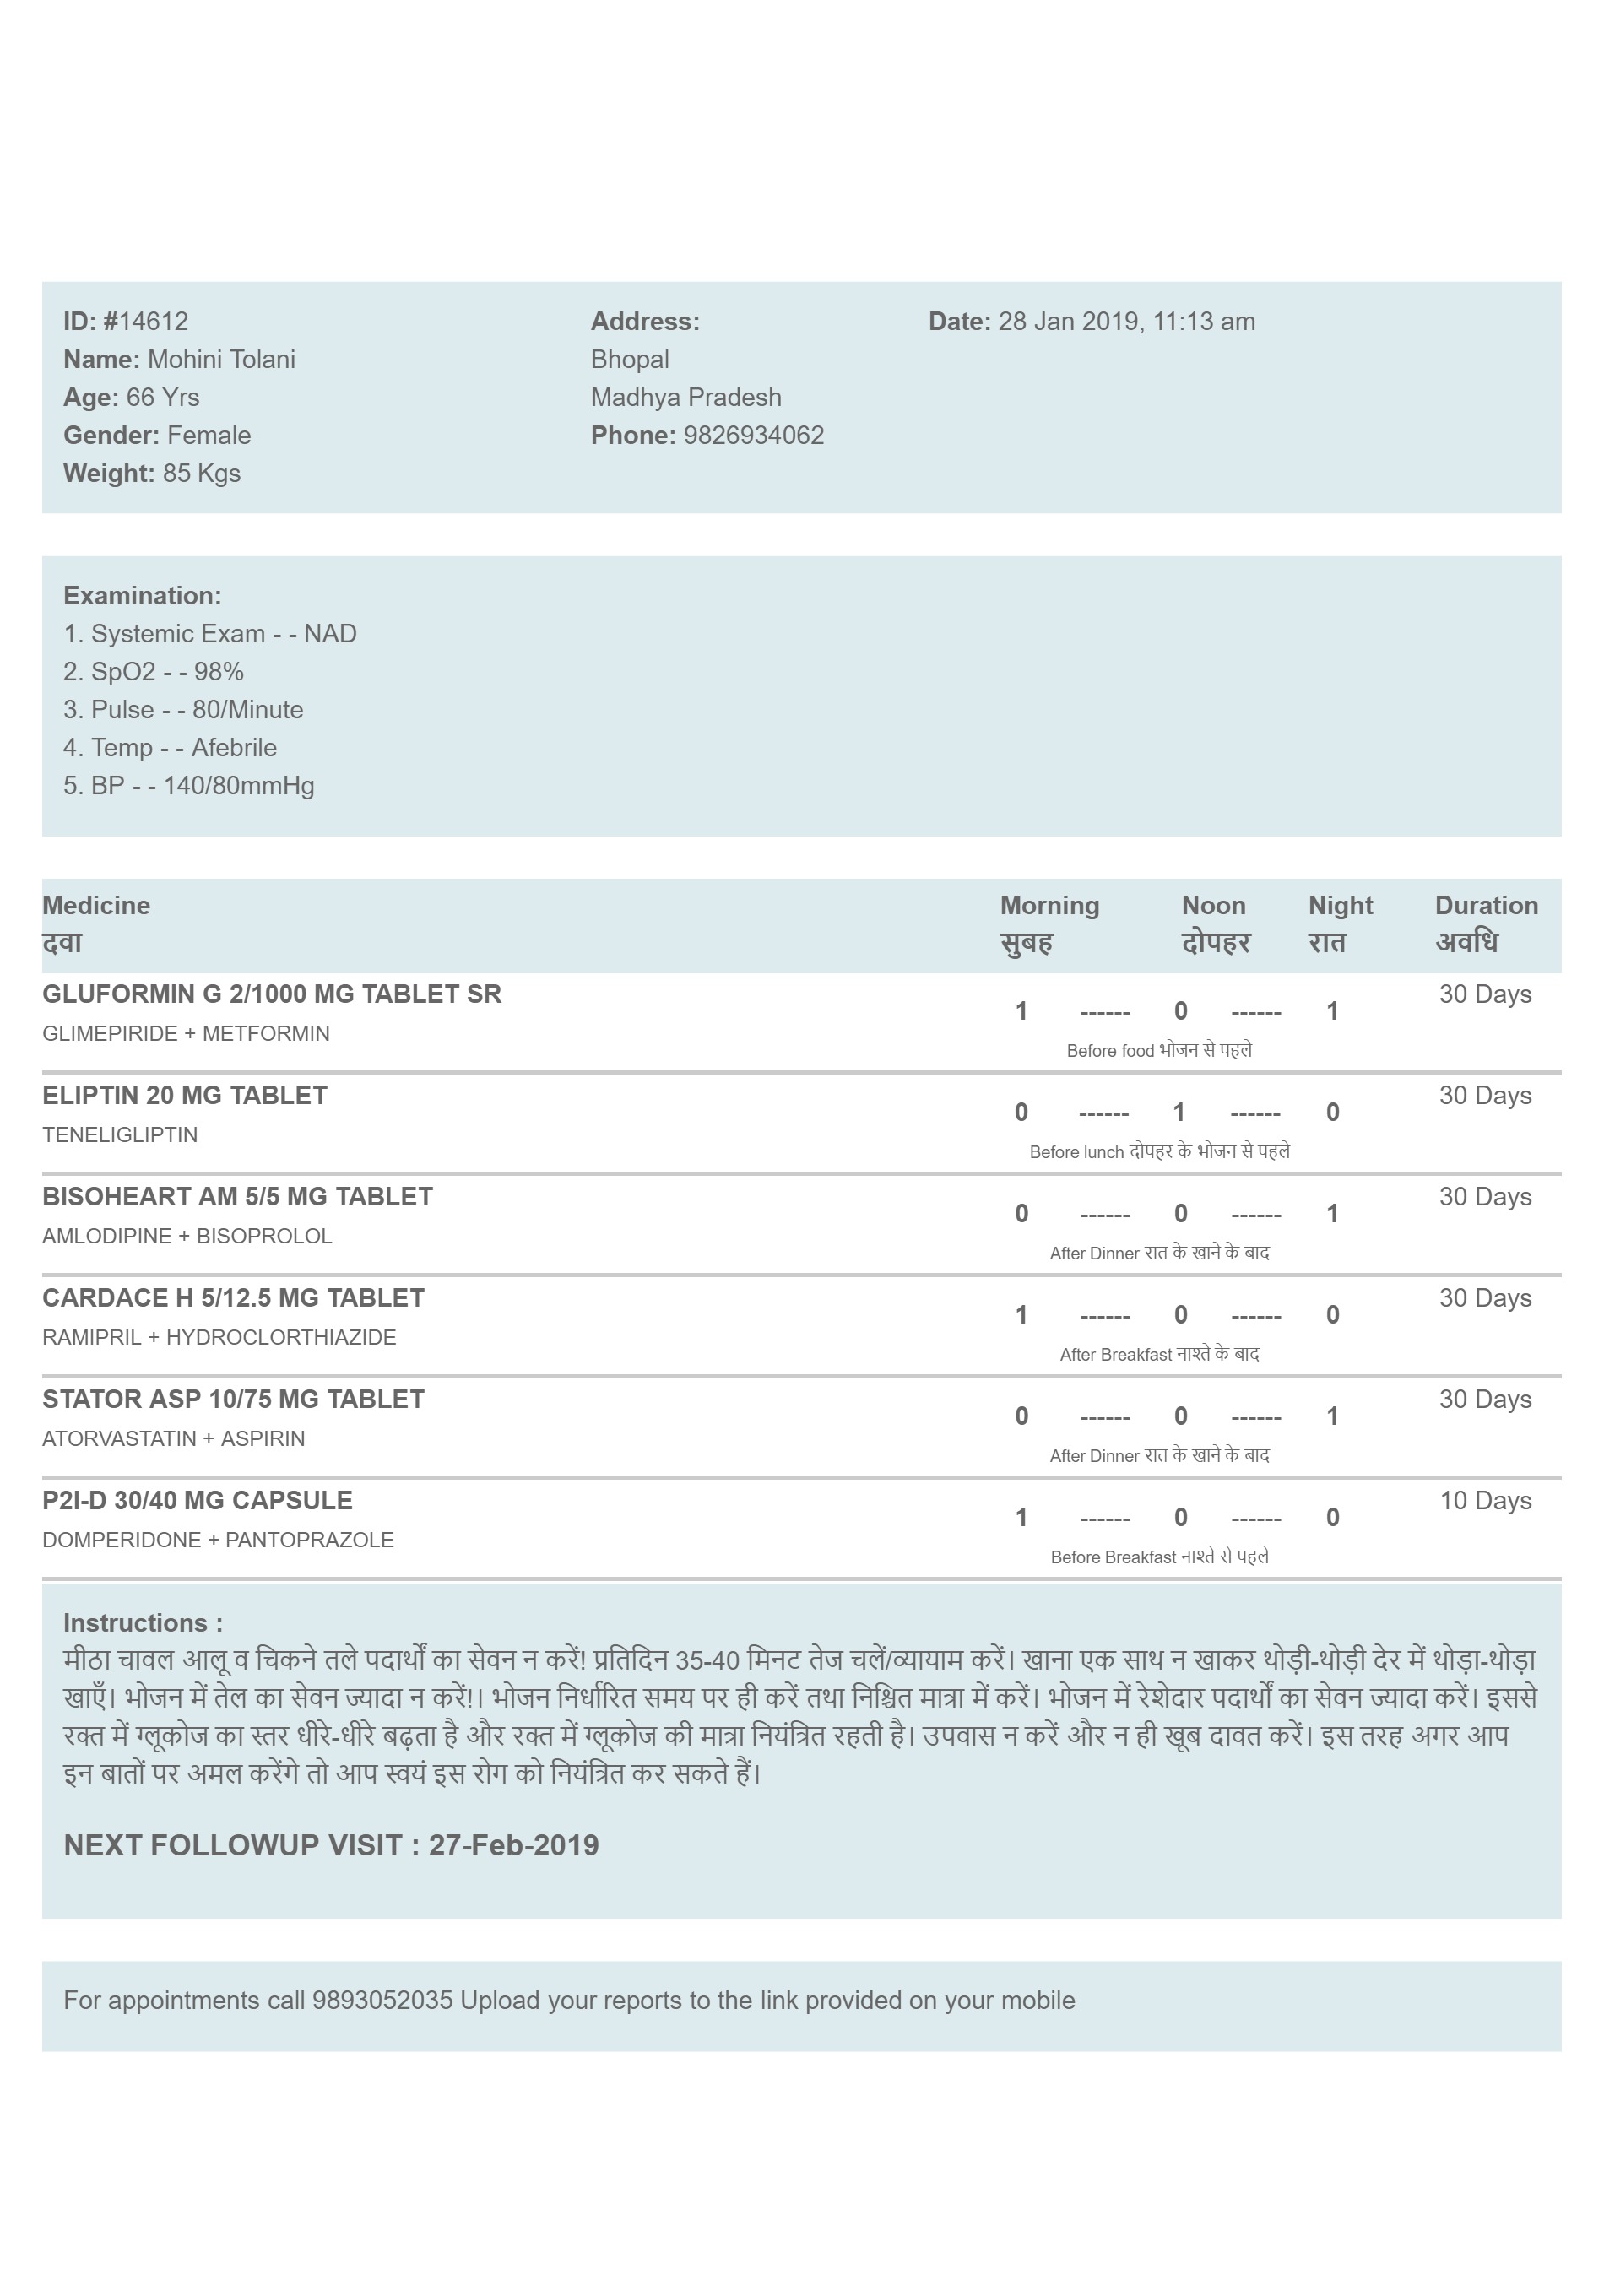 ID: #14612
Name: Mohini Tolani
Age: 66 Yrs
Gender: Female
Weight: 85 Kgs
Address:
Bhopal
Madhya Pradesh
Phone: 9826934062
Date: 28 Jan 2019, 11:13 am
Examination:
1. Systemic Exam - - NAD
2. SpO2 - - 98%
3. Pulse - - 80/Minute
4. Temp - - Afebrile
5. BP - - 140/80mmHg
Medicine Morning Noon Night Duration
दवा सुबह दोपहर रात अवधि
GLUFORMIN G 2/1000 MG TABLET SR 30 Days
1 ------ 0 ------ 1
GLIMEPIRIDE + METFORMIN
Before food भोजन से पहले
ELIPTIN 20 MG TABLET 30 Days
0 ------ 1 ------ 0
TENELIGLIPTIN
Before lunch दोपहर के भोजन से पहले
BISOHEART AM 5/5 MG TABLET 30 Days
0 ------ 0 ------ 1
AMLODIPINE + BISOPROLOL
After Dinner रात के खाने के बाद
CARDACE H 5/12.5 MG TABLET 30 Days
1 ------ 0 ------ 0
RAMIPRIL + HYDROCLORTHIAZIDE
After Breakfast नाश्ते के बाद
STATOR ASP 10/75 MG TABLET 30 Days
0 ------ 0 ------ 1
ATORVASTATIN + ASPIRIN
After Dinner रात के खाने के बाद
P2I-D 30/40 MG CAPSULE 10 Days
1 ------ 0 ------ 0
DOMPERIDONE + PANTOPRAZOLE
Before Breakfast नाश्ते से पहले
Instructions :
मीठा चावल आलू व चिकने तले पदार्थों का सेवन न करें! प्रतिदिन 35-40 मिनट तेज चलें/व्यायाम करें। खाना एक साथ न खाकर थोड़ी-थोड़ी देर में थोड़ा-थोड़ा
खाएँ। भोजन में तेल का सेवन ज्यादा न करें!। भोजन निर्धारित समय पर ही करें तथा निश्चित मात्रा में करें। भोजन में रेशेदार पदार्थों का सेवन ज्यादा करें। इससे
रक्त में ग्लूकोज का स्तर धीरे-धीरे बढ़ता है और रक्त में ग्लूकोज की मात्रा नियंत्रित रहती है। उपवास न करें और न ही खूब दावत करें। इस तरह अगर आप
इन बातों पर अमल करेंगे तो आप स्वयं इस रोग को नियंत्रित कर सकते हैं।
NEXT FOLLOWUP VISIT : 27-Feb-2019
For appointments call 9893052035 Upload your reports to the link provided on your mobile